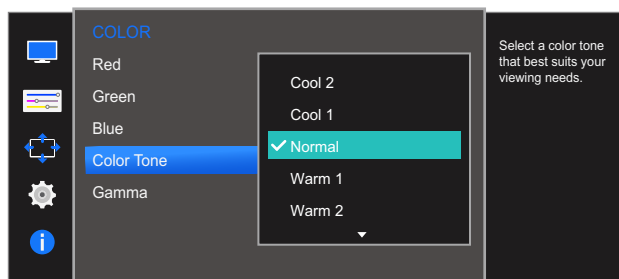 COLOR
Red
Green
Blue
Color Tone
Gamma
Cool 2
Cool 1
Normal
Warm 1
Warm 2
Select a color tone
that best suits your
viewing needs.